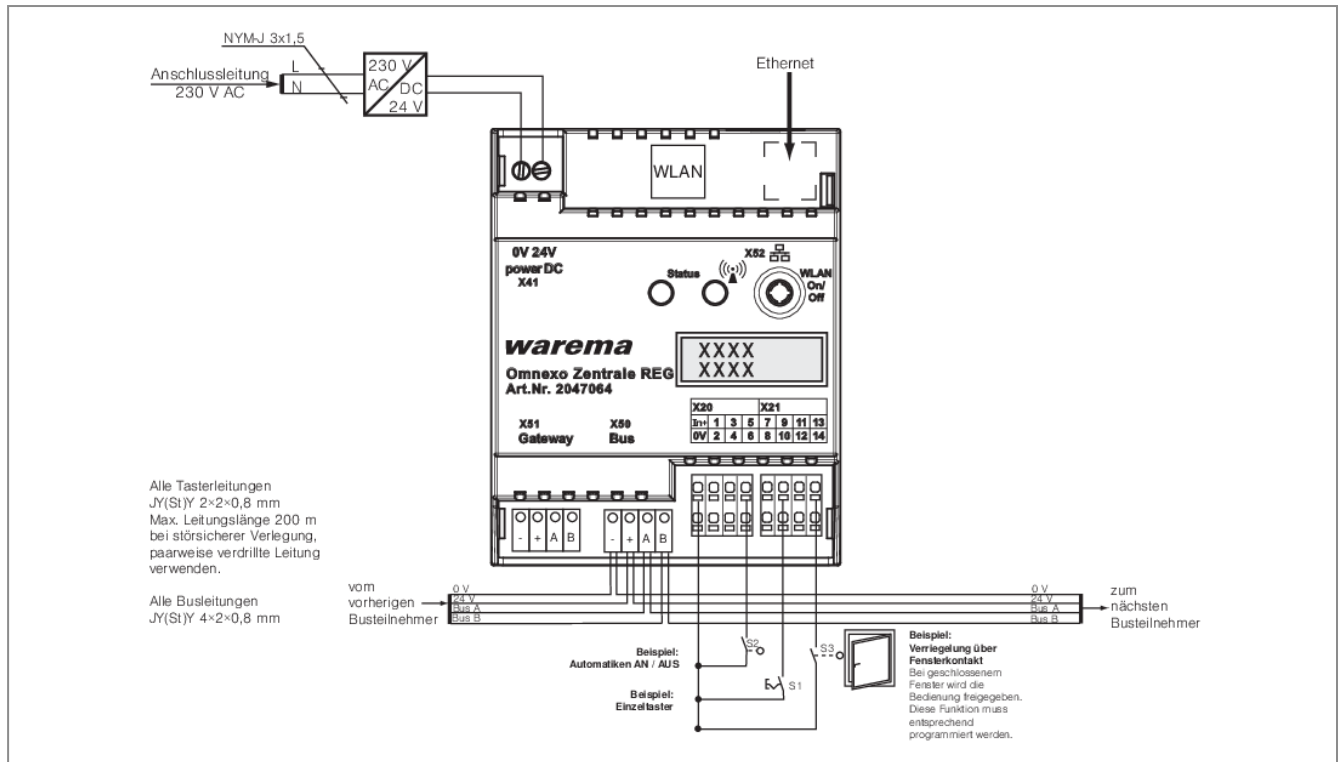 NYM-J 3x1,5
Anschlussleitung
230 V AC
L
N
230 V
AC
DC
24 V
Ethernet
WLAN
0V 24V
power DC
X41
Status
X52
WLAN
On/
Off
warema
XXXX
XXXX
Omnexo Zentrale REG
Art.Nr. 2047064
X51
Gateway
X50
Bus
X20 X21
In+ 1 3 5 7 9 11 13
0V 2 4 6 8 10 12 14
- + A B
- + A B
Alle Tasterleitungen
JY(St)Y 2×2×0,8 mm
Max. Leitungslänge 200 m
bei störsicherer Verlegung,
paarweise verdrillte Leitung
verwenden.
Alle Busleitungen
JY(St)Y 4×2×0,8 mm
vom
vorherigen
Busteilnehmer
0 V
24 V
Bus A
Bus B
0 V
24 V
Bus A
Bus B
zum
nächsten
Busteilnehmer
Beispiel:
Automatiken AN / AUS
S2
Beispiel:
Einzeltaster
S1
S3
Beispiel:
Verriegelung über
Fensterkontakt
Bei geschlossenem
Fenster wird die
Bedienung freigegeben.
Diese Funktion muss
entsprechend
programmiert werden.